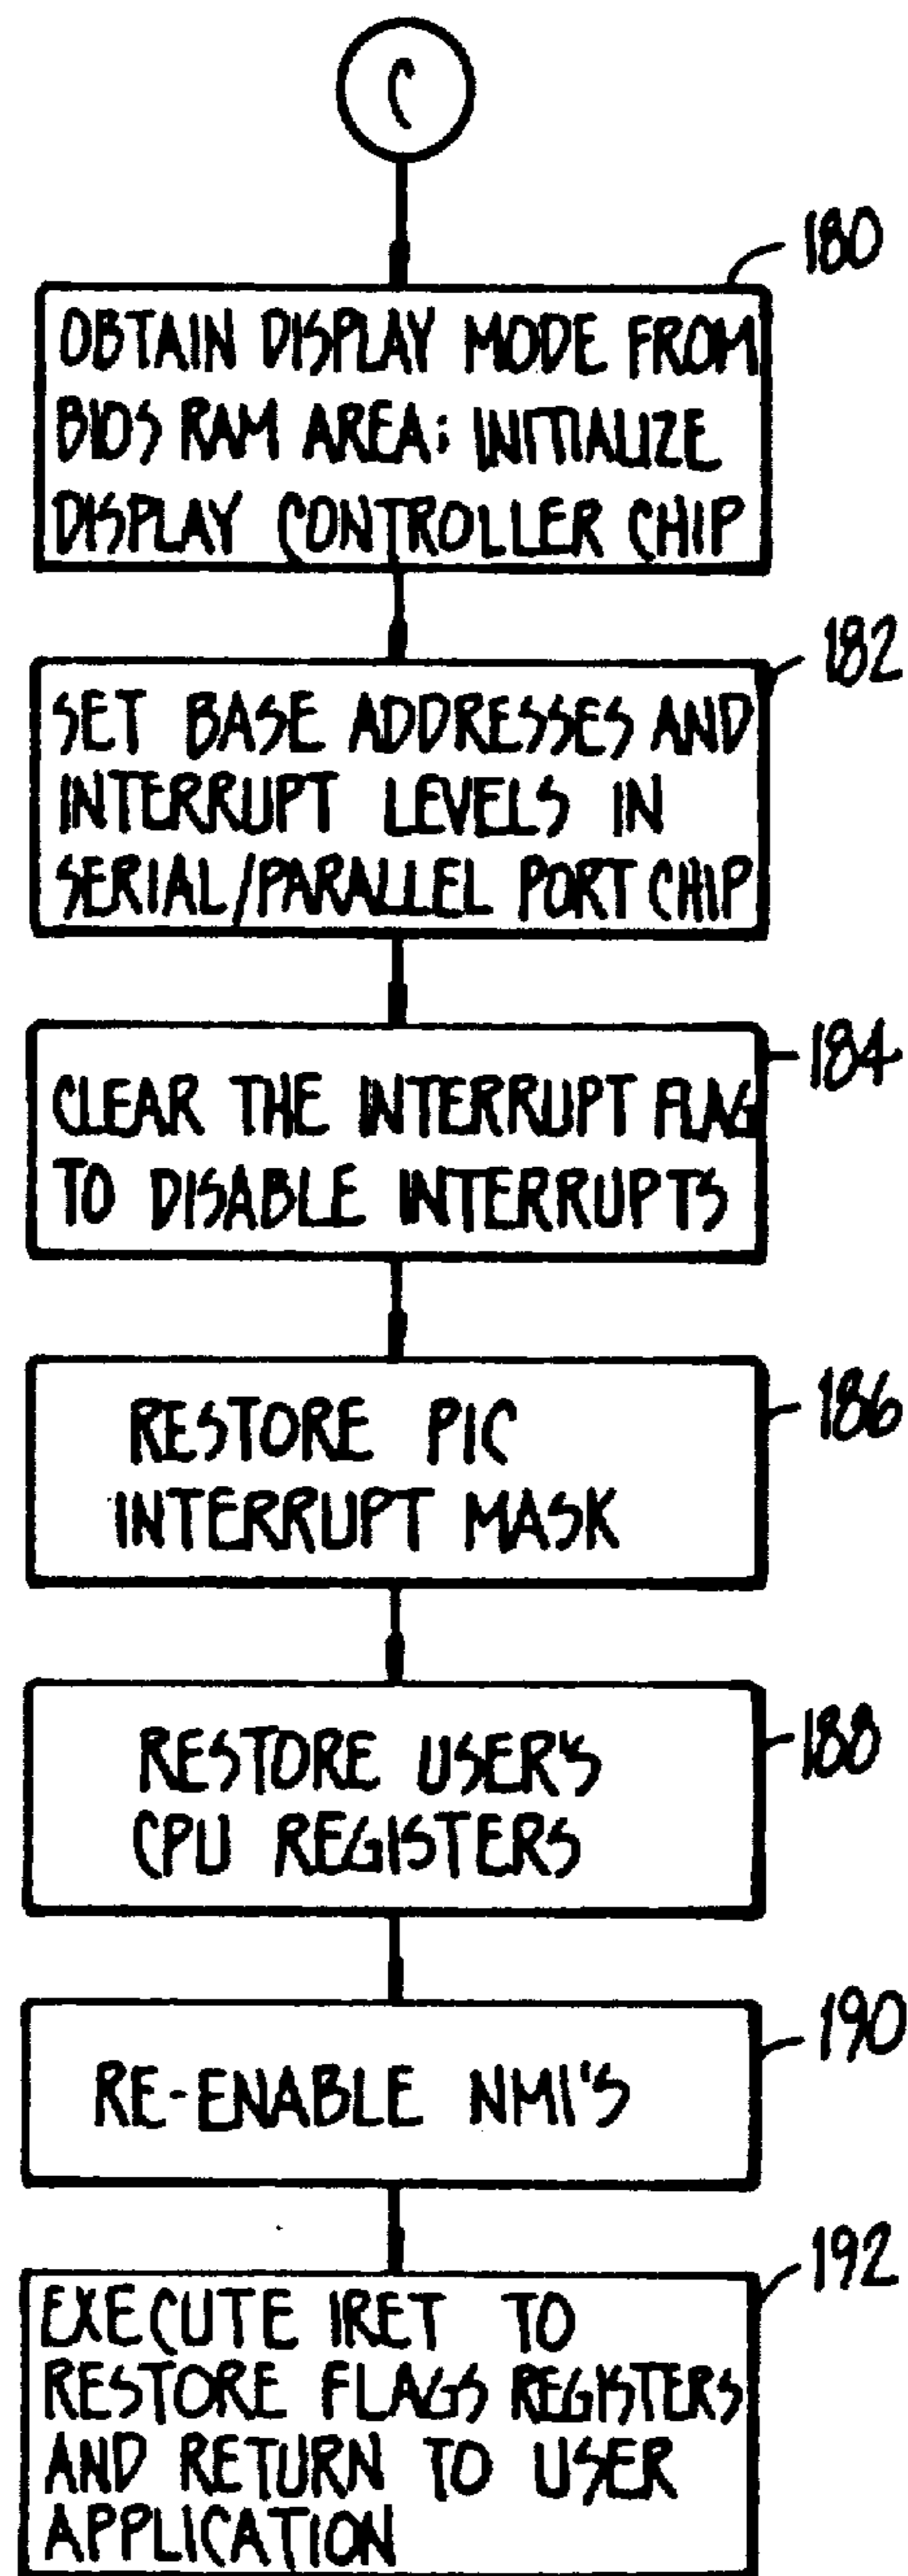 C
180
OBTAIN DISPLAY MODE FROM
BIOS RAM AREA; INITIALIZE
DISPLAY CONTROLLER CHIP
182
SET BASE ADDRESSES AND
INTERRUPT LEVELS IN
SERIAL/PARALLEL PORT CHIP
184
CLEAR THE INTERRUPT FLAG
TO DISABLE INTERRUPTS
186
RESTORE PIC
INTERRUPT MASK
188
RESTORE USER'S
CPU REGISTERS
190
RE-ENABLE NMI'S
192
EXECUTE IRET TO
RESTORE FLAGS REGISTERS
AND RETURN TO USER
APPLICATION